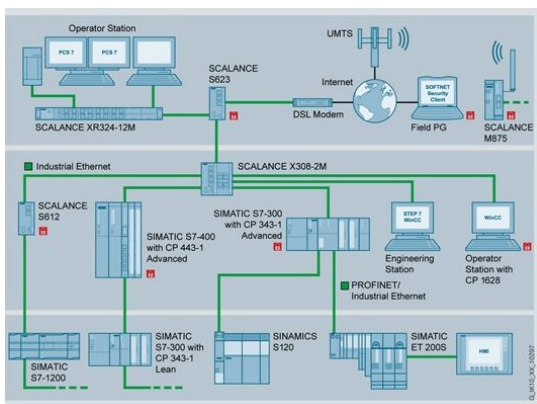 Operator Station
PCS 7
PCS 7
SCALANCE
S623
SCALANCE XR324-12M
UMTS
Internet
DSL Modem
SOFTNET
Security
Client
Field PG
SCALANCE
M875
Industrial Ethernet
SCALANCE X308-2M
SCALANCE
S612
SIMATIC S7-400
with CP 443-1
Advanced
SIMATIC S7-300
with CP 343-1
Advanced
STEP 7
WinCC
Engineering
Station
WinCC
Operator
Station with
CP 1628
PROFINET/
Industrial Ethernet
SIMATIC
S7-1200
SIMATIC
S7-300 with
CP 343-1
Lean
SINAMICS
S120
SIMATIC
ET 200S
HMI
G_IK10_XX_10297